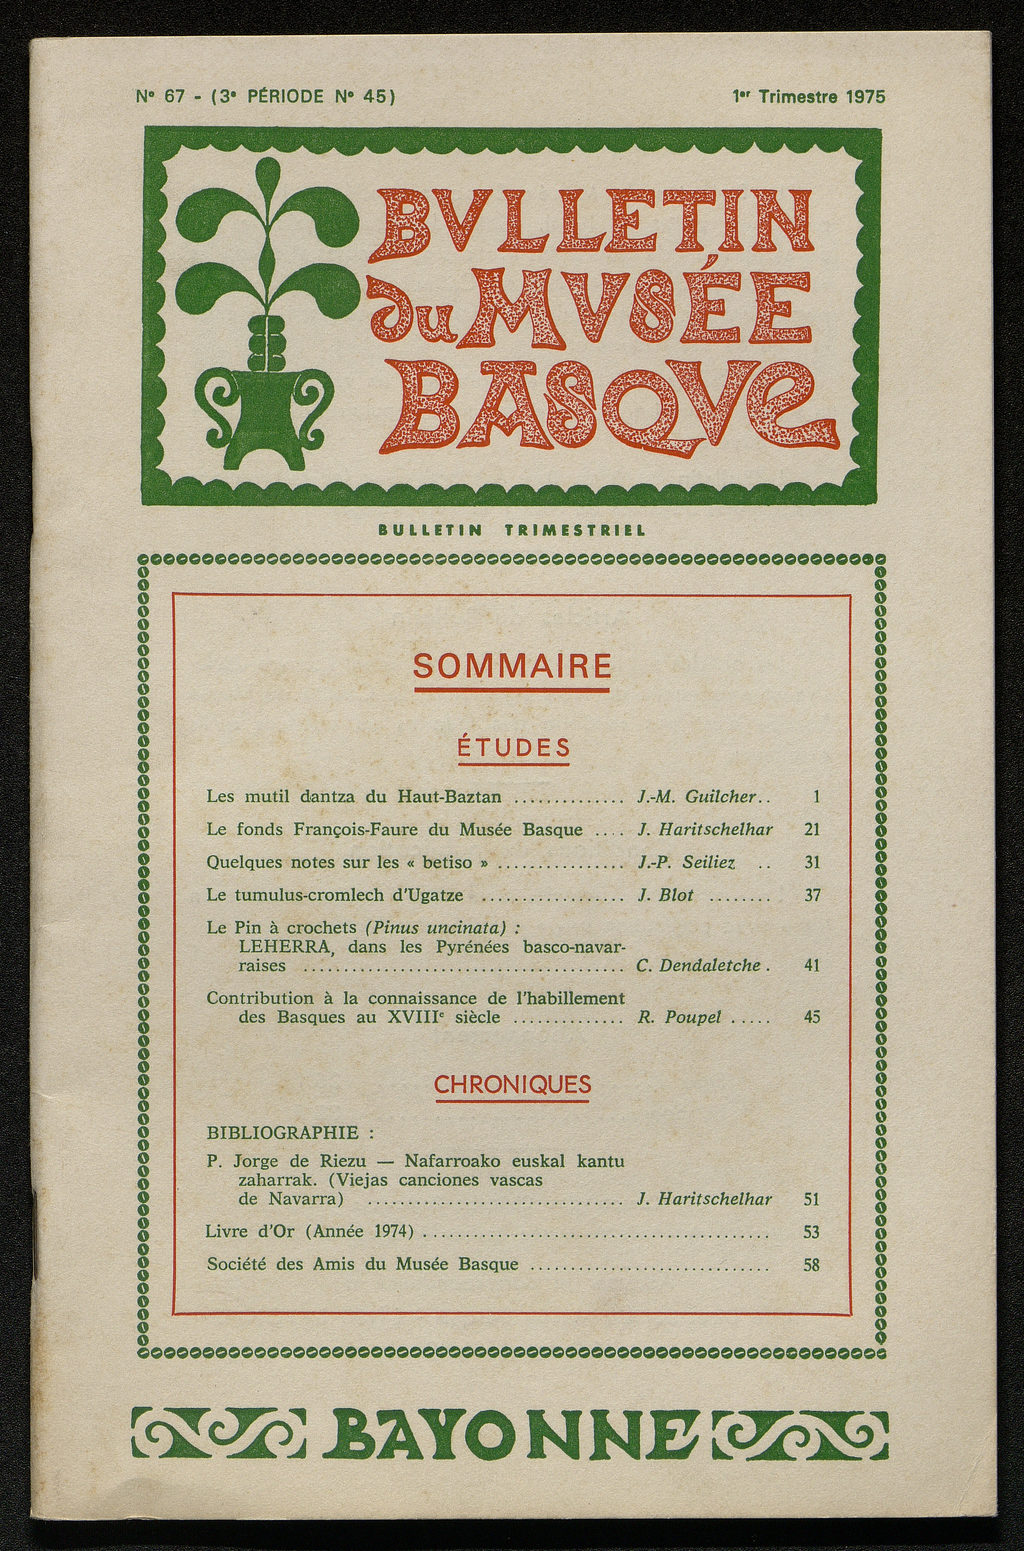 Nº 67 - (3ᵉ PÉRIODE Nº 45)
1ᵉʳ Trimestre 1975
BVLLETIN
du MVSÉE
BASQVE
BULLETIN TRIMESTRIEL
SOMMAIRE
ÉTUDES
Les mutil dantza du Haut-Baztan .............. J.-M. Guilcher.. 1
Le fonds François-Faure du Musée Basque .... J. Haritschelhar 21
Quelques notes sur les « betiso » ................ J.-P. Seiliez .. 31
Le tumulus-cromlech d'Ugatze .................. J. Blot ........ 37
Le Pin à crochets (Pinus uncinata) :
LEHERRA, dans les Pyrénées basco-navar-
raises ........................................ C. Dendaletche . 41
Contribution à la connaissance de l'habillement
des Basques au XVIIIᵉ siècle .............. R. Poupel ..... 45
CHRONIQUES
BIBLIOGRAPHIE :
P. Jorge de Riezu — Nafarroako euskal kantu
zaharrak. (Viejas canciones vascas
de Navarra) ................................ J. Haritschelhar 51
Livre d'Or (Année 1974) ............................................ 53
Société des Amis du Musée Basque .............................. 58
BAYONNE